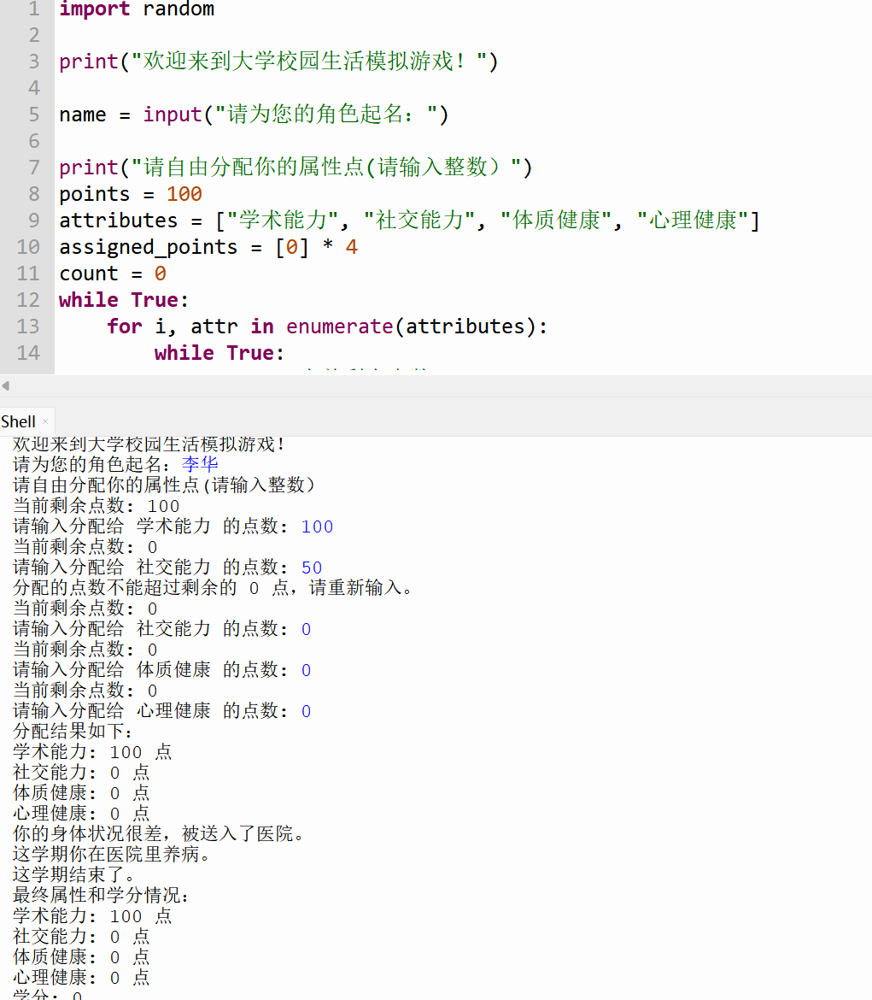 1 import random
2
3 print("欢迎来到大学校园生活模拟游戏！")
4
5 name = input("请为您的角色起名：")
6
7 print("请自由分配你的属性点(请输入整数）")
8 points = 100
9 attributes = ["学术能力", "社交能力", "体质健康", "心理健康"]
10 assigned_points = [0] * 4
11 count = 0
12 while True:
13     for i, attr in enumerate(attributes):
14         while True:
Shell ×
欢迎来到大学校园生活模拟游戏！
请为您的角色起名：李华
请自由分配你的属性点(请输入整数）
当前剩余点数: 100
请输入分配给 学术能力 的点数: 100
当前剩余点数: 0
请输入分配给 社交能力 的点数: 50
分配的点数不能超过剩余的 0 点，请重新输入。
当前剩余点数: 0
请输入分配给 社交能力 的点数: 0
当前剩余点数: 0
请输入分配给 体质健康 的点数: 0
当前剩余点数: 0
请输入分配给 心理健康 的点数: 0
分配结果如下:
学术能力: 100 点
社交能力: 0 点
体质健康: 0 点
心理健康: 0 点
你的身体状况很差，被送入了医院。
这学期你在医院里养病。
这学期结束了。
最终属性和学分情况:
学术能力: 100 点
社交能力: 0 点
体质健康: 0 点
心理健康: 0 点
学分: 0